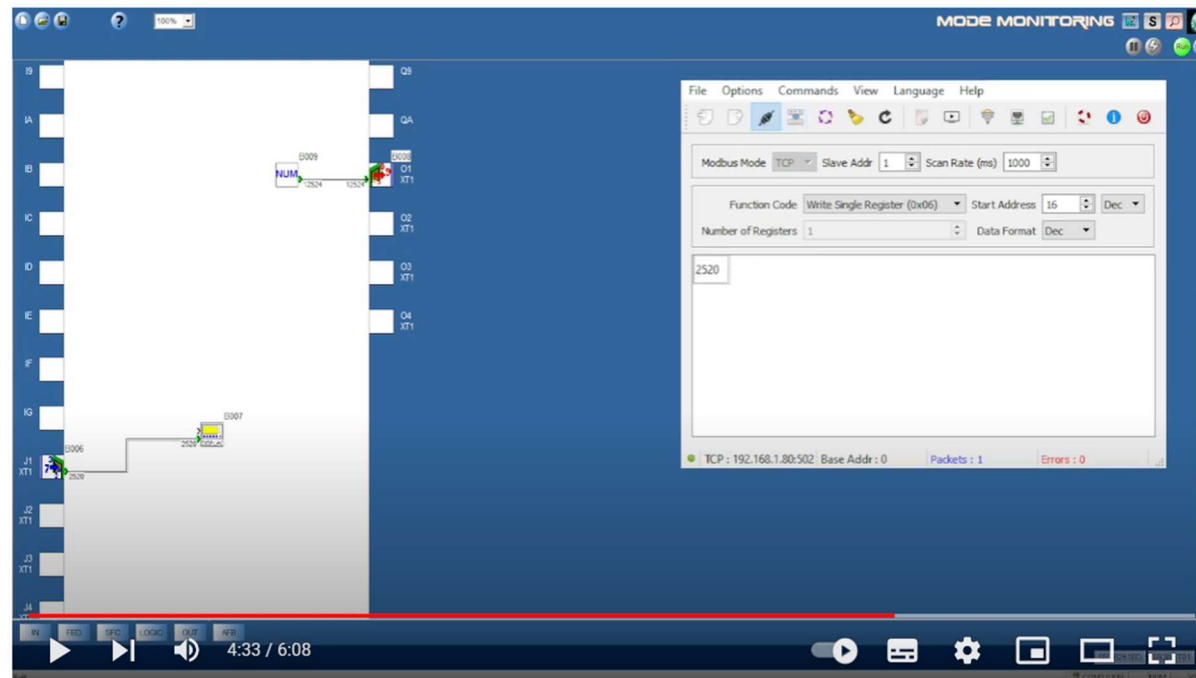 100%
MODE MONITORING
S
Run
I9
Q9
IA
QA
IB
B009
NUM
12524
12524
B008
O1
XT1
IC
O2
XT1
ID
O3
XT1
IE
O4
XT1
IF
IG
B007
2520
B006
J1
XT1
2520
J2
XT1
J3
XT1
J4
File Options Commands View Language Help
Modbus Mode TCP Slave Addr 1 Scan Rate (ms) 1000
Function Code Write Single Register (0x06) Start Address 16 Dec
Number of Registers 1 Data Format Dec
2520
TCP : 192.168.1.80:502 Base Addr : 0 Packets : 1 Errors : 0
IN FBD SFC LOGIC OUT AFB
4:33 / 6:08